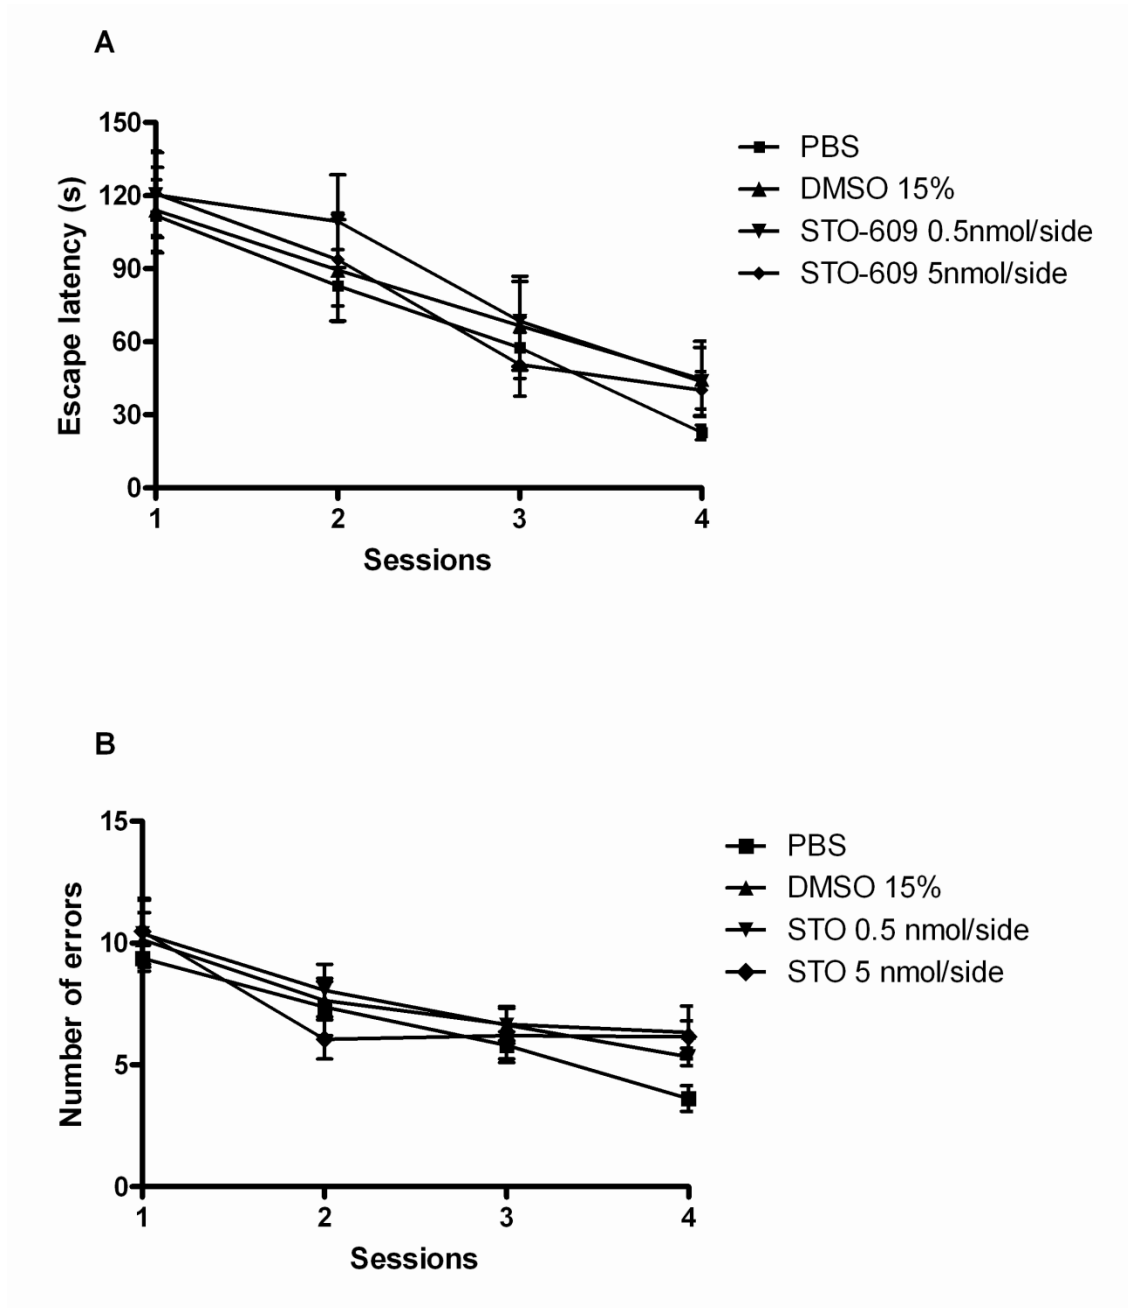 A
150
120
90
60
30
0
Escape latency (s)
1 2 3 4
Sessions
PBS
DMSO 15%
STO-609 0.5nmol/side
STO-609 5nmol/side
B
15
10
5
0
Number of errors
1 2 3 4
Sessions
PBS
DMSO 15%
STO 0.5 nmol/side
STO 5 nmol/side